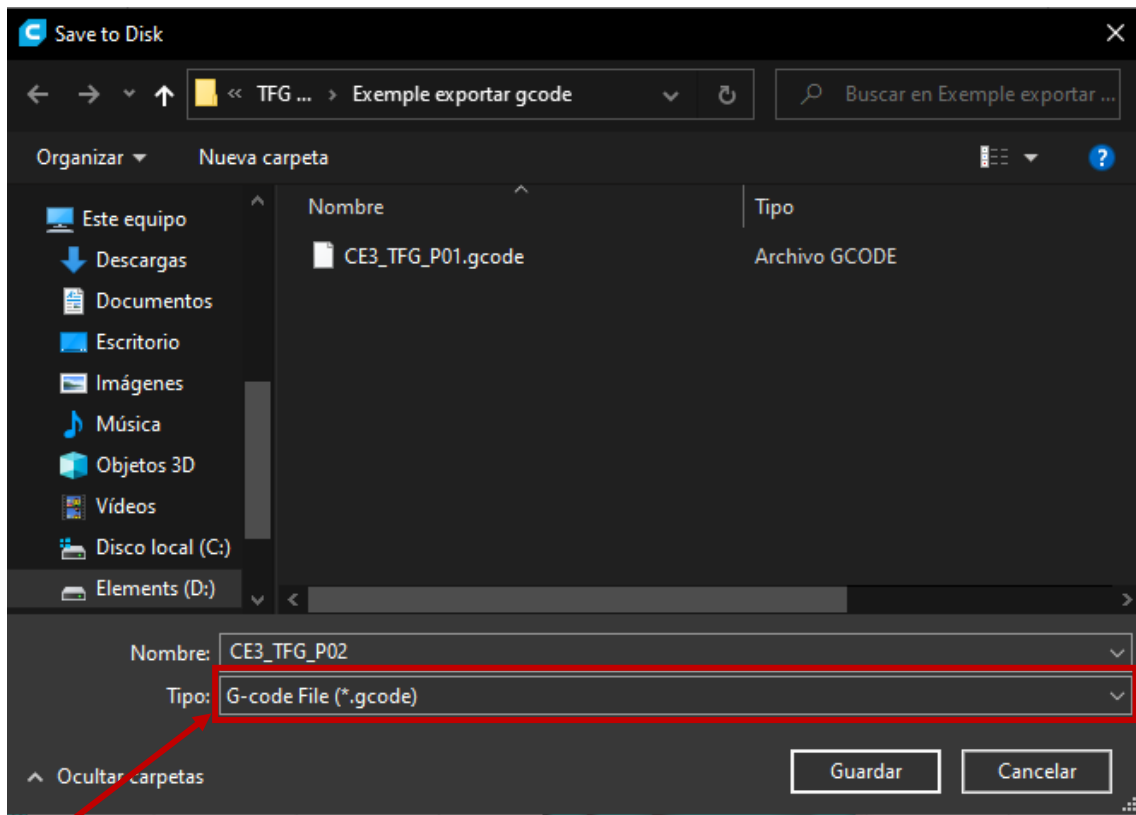 Save to Disk
« TFG ... > Exemple exportar gcode
Buscar en Exemple exportar ...
Organizar
Nueva carpeta
Nombre
Tipo
Este equipo
Descargas
Documentos
Escritorio
Imágenes
Música
Objetos 3D
Vídeos
Disco local (C:)
Elements (D:)
CE3_TFG_P01.gcode
Archivo GCODE
Nombre: CE3_TFG_P02
Tipo: G-code File (*.gcode)
Ocultar carpetas
Guardar
Cancelar